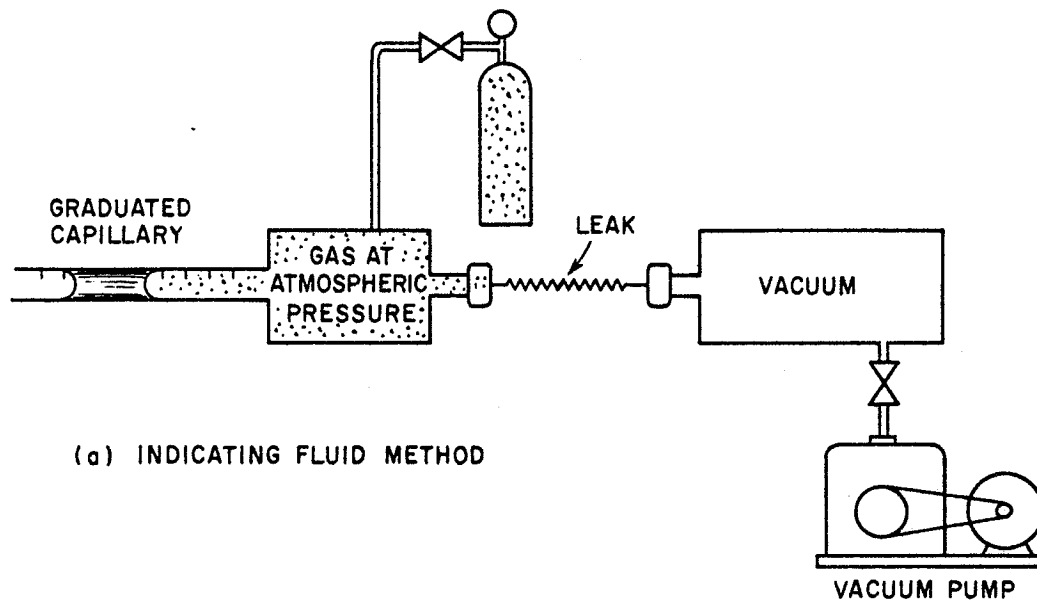 GRADUATED
CAPILLARY
GAS AT
ATMOSPHERIC
PRESSURE
LEAK
VACUUM
(a) INDICATING FLUID METHOD
VACUUM PUMP